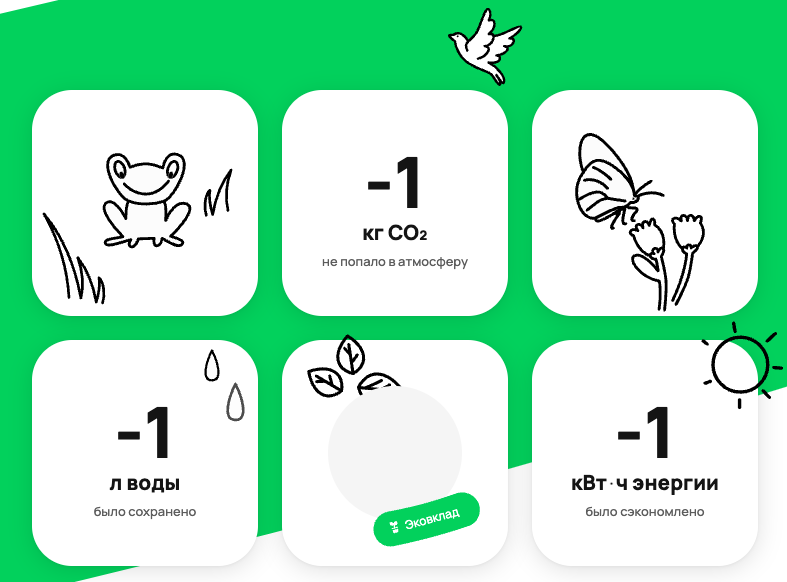 -1
кг CO₂
не попало в атмосферу
-1
л воды
было сохранено
Эковклад
-1
кВт·ч энергии
было сэкономлено